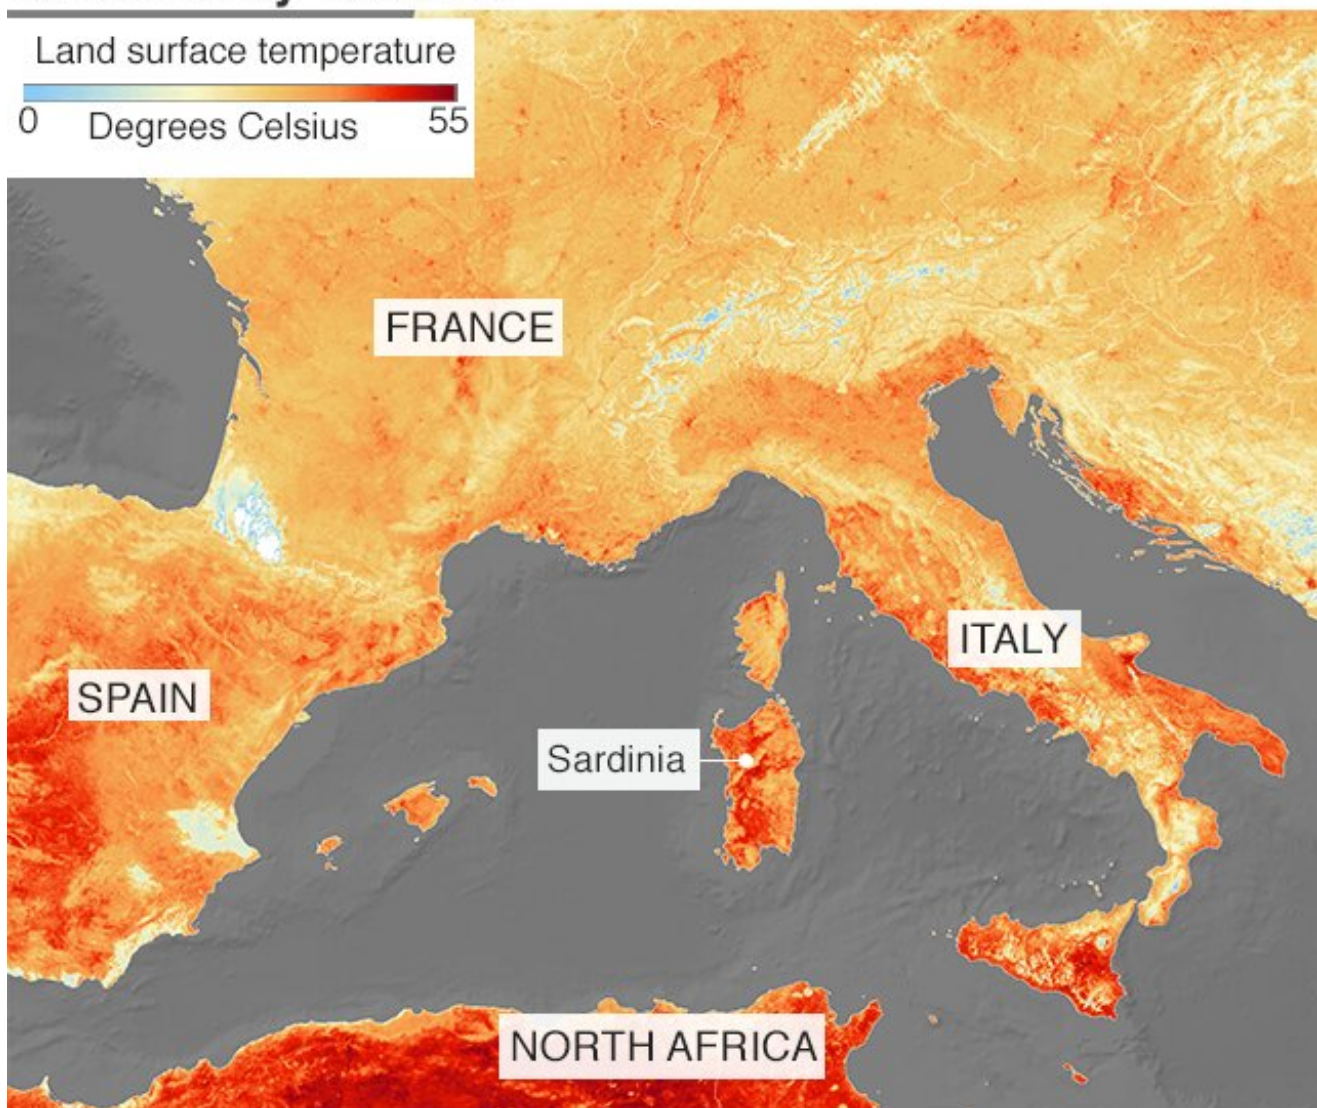 Land surface temperature
0 Degrees Celsius 55
FRANCE
ITALY
SPAIN
Sardinia
NORTH AFRICA